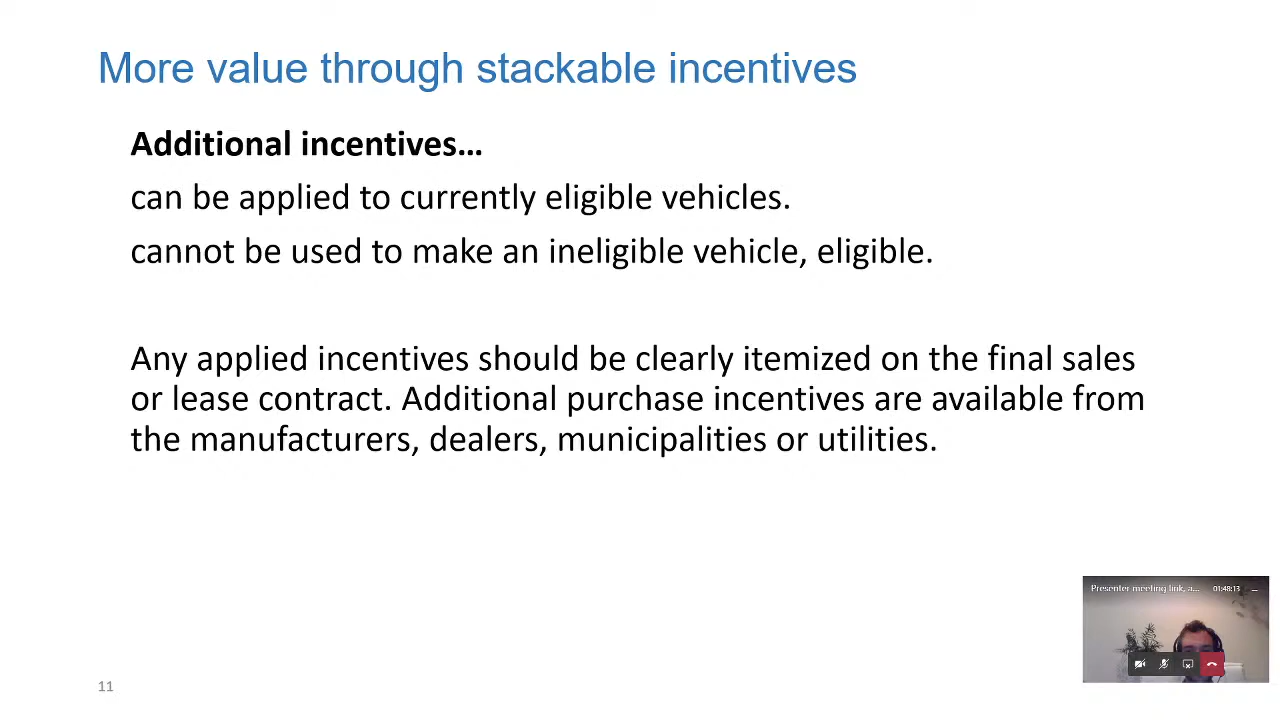 More value through stackable incentives
Additional incentives…
can be applied to currently eligible vehicles.
cannot be used to make an ineligible vehicle, eligible.
Any applied incentives should be clearly itemized on the final sales
or lease contract. Additional purchase incentives are available from
the manufacturers, dealers, municipalities or utilities.
Presenter meeting link, a... 01:48:13
11